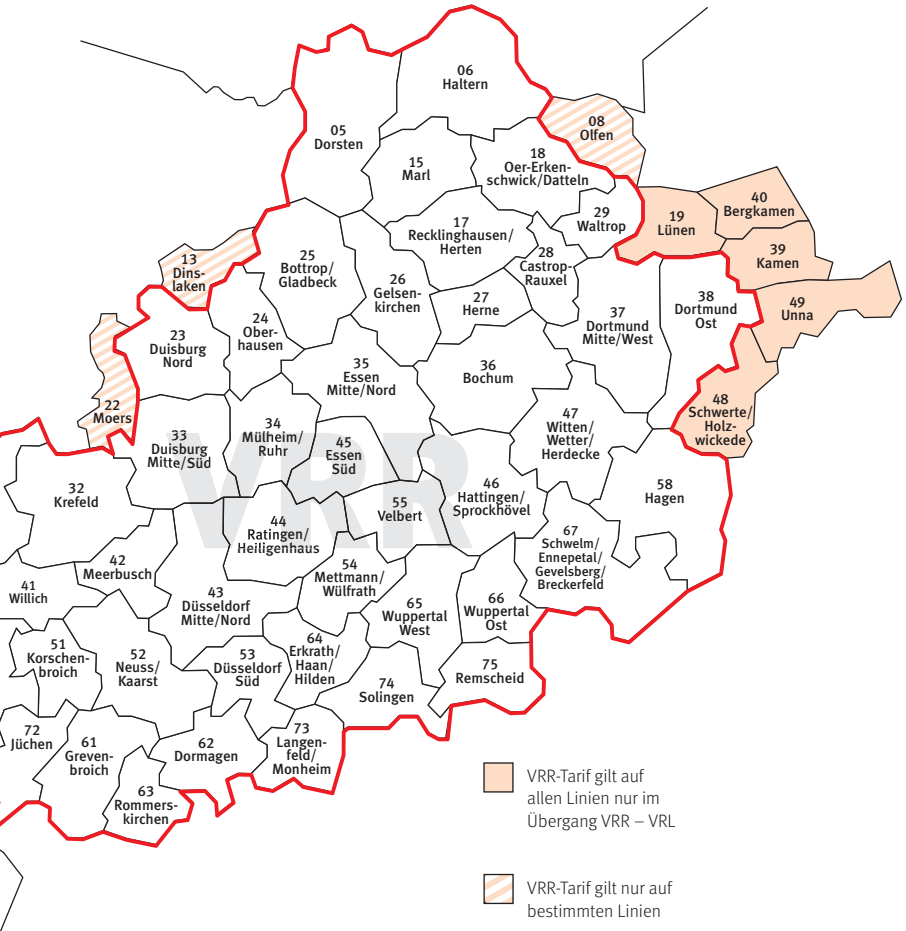 06
Haltern
05
Dorsten
08
Olfen
15
Marl
18
Oer-Erken-
schwick/Datteln
29
Waltrop
19
Lünen
40
Bergkamen
39
Kamen
49
Unna
17
Recklinghausen/
Herten
28
Castrop-
Rauxel
13
Dins-
laken
25
Bottrop/
Gladbeck
26
Gelsen-
kirchen
27
Herne
37
Dortmund
Mitte/West
38
Dortmund
Ost
24
Ober-
hausen
23
Duisburg
Nord
35
Essen
Mitte/Nord
36
Bochum
22
Moers
48
Schwerte/
Holz-
wickede
47
Witten/
Wetter/
Herdecke
34
Mülheim/
Ruhr
33
Duisburg
Mitte/Süd
45
Essen
Süd
VRR
32
Krefeld
46
Hattingen/
Sprockhövel
58
Hagen
55
Velbert
44
Ratingen/
Heiligenhaus
67
Schwelm/
Ennepetal/
Gevelsberg/
Breckerfeld
42
Meerbusch
41
Willich
54
Mettmann/
Wülfrath
43
Düsseldorf
Mitte/Nord
65
Wuppertal
West
66
Wuppertal
Ost
64
Erkrath/
Haan/
Hilden
51
Korschen-
broich
52
Neuss/
Kaarst
53
Düsseldorf
Süd
75
Remscheid
74
Solingen
72
Jüchen
61
Greven-
broich
62
Dormagen
73
Langen-
feld/
Monheim
63
Rommers-
kirchen
VRR-Tarif gilt auf
allen Linien nur im
Übergang VRR – VRL
VRR-Tarif gilt nur auf
bestimmten Linien